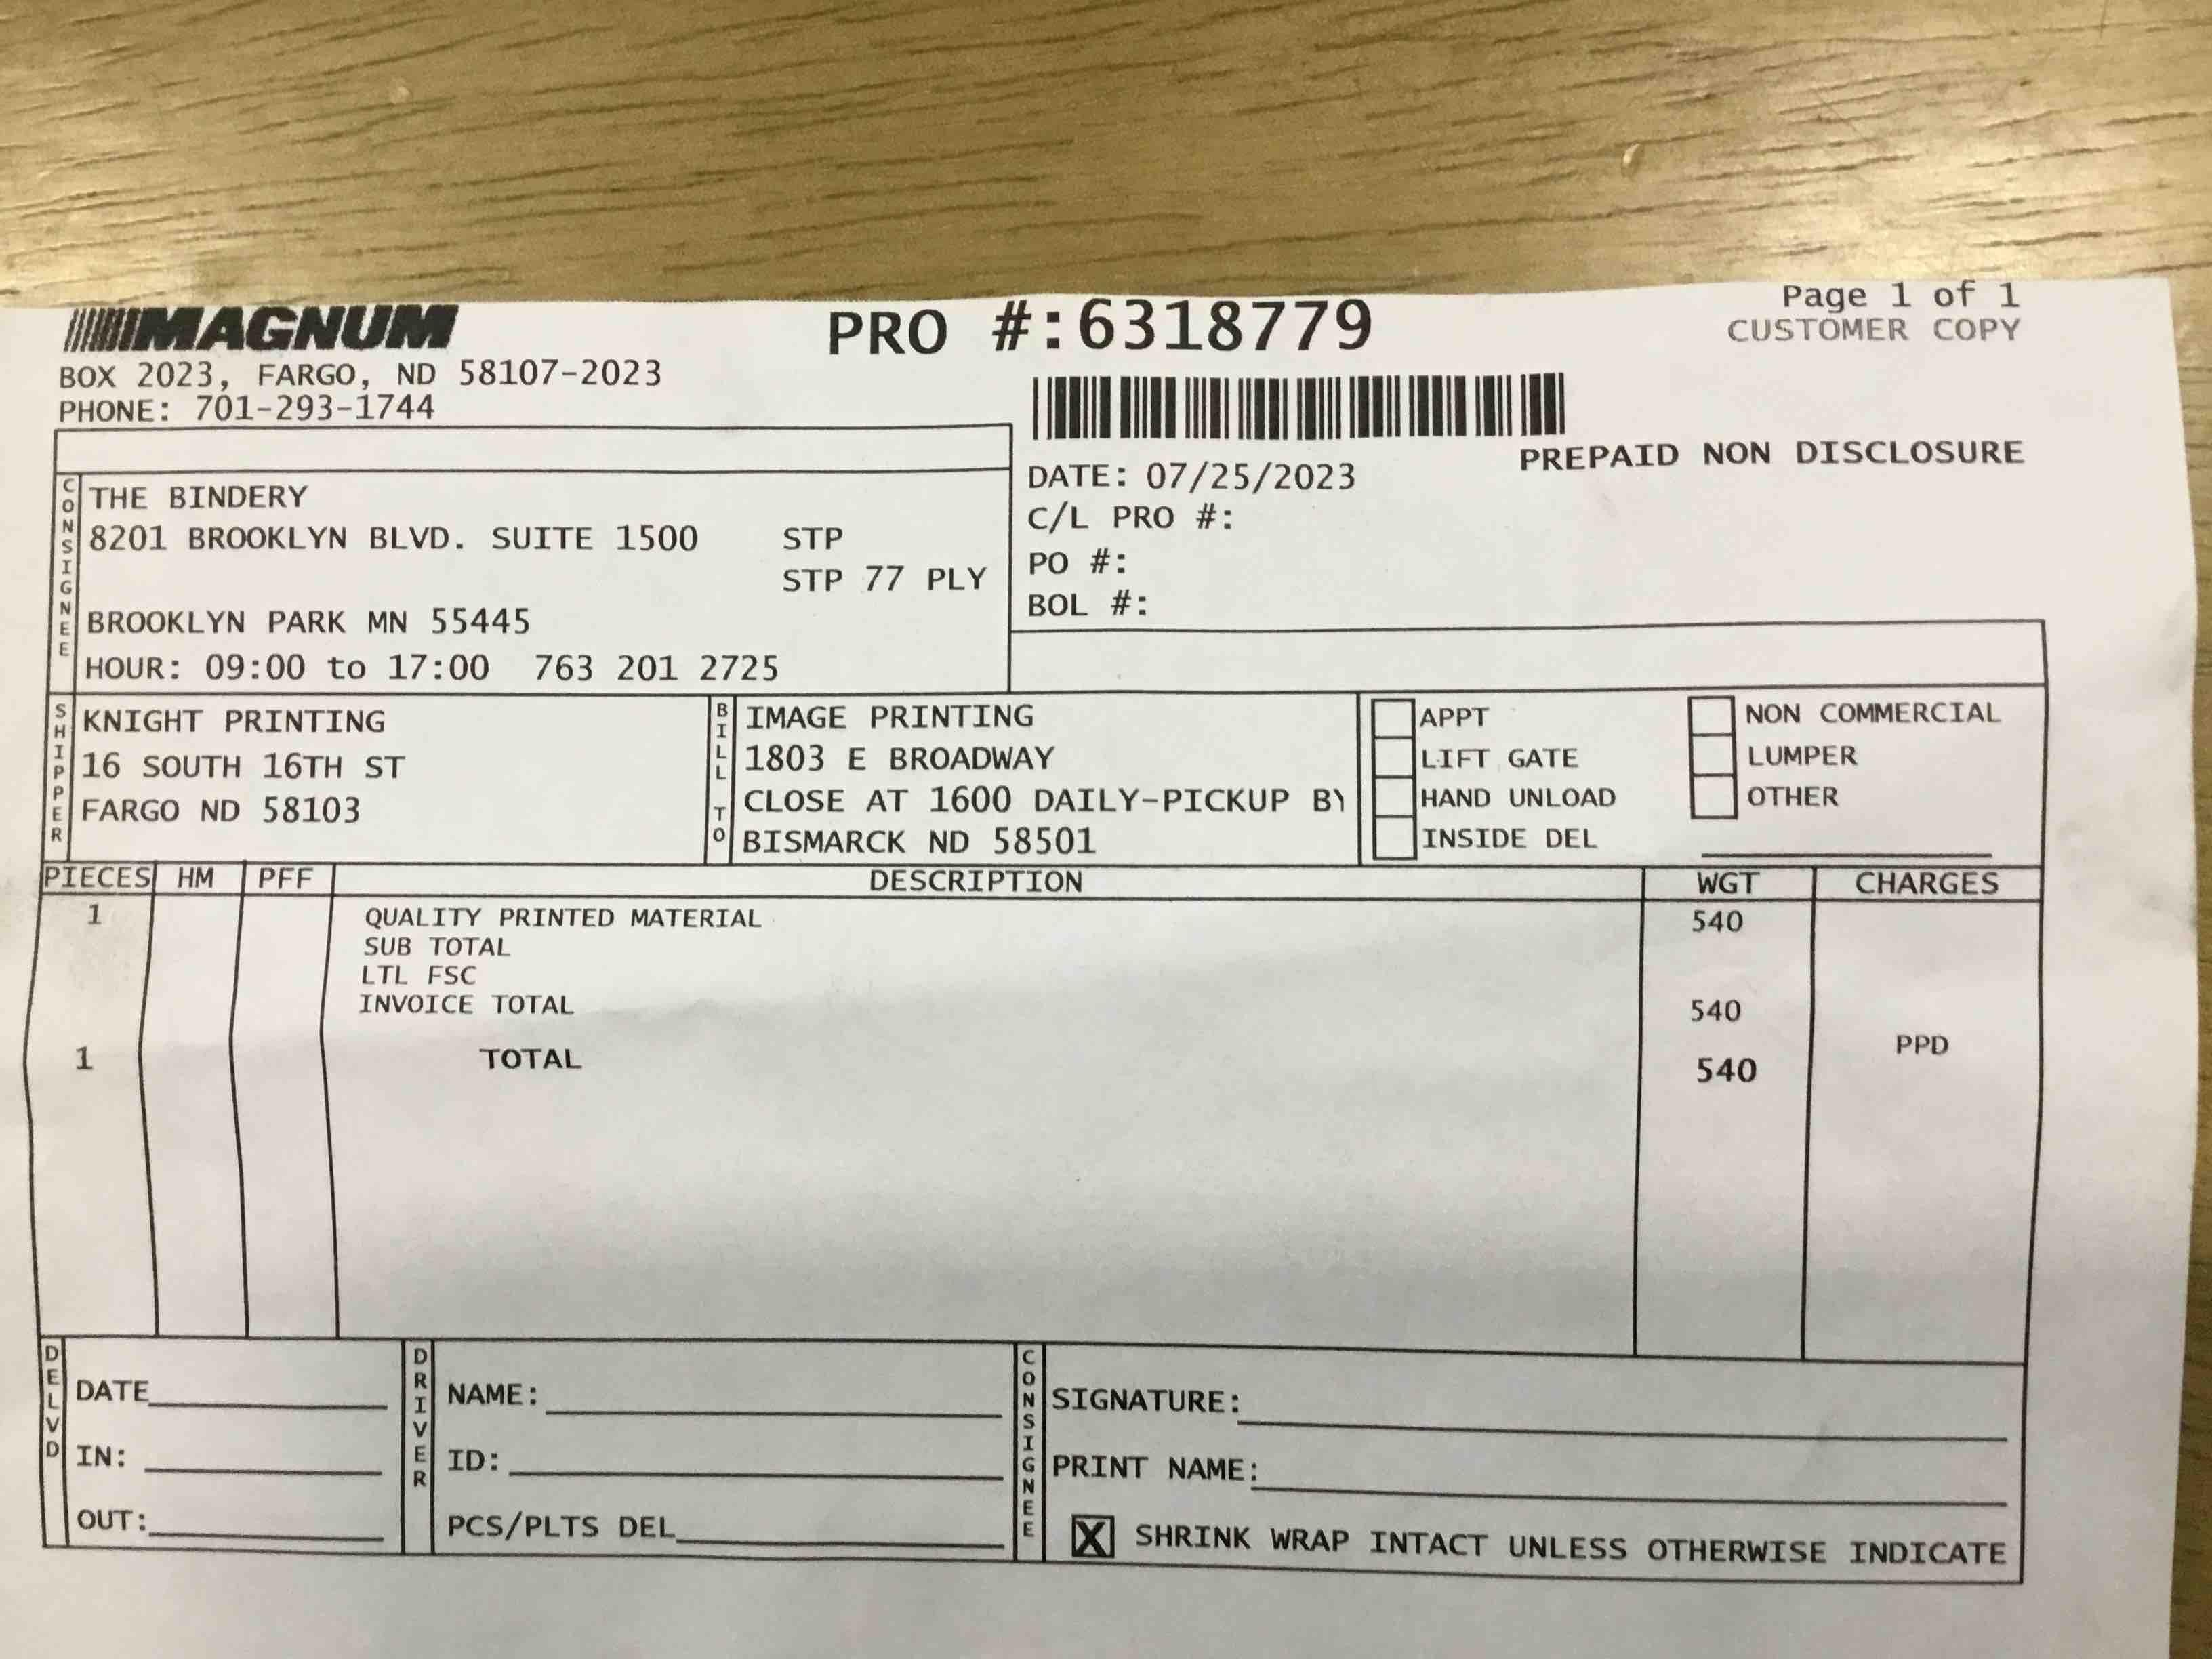 MAGNUM
BOX 2023, FARGO, ND 58107-2023
PHONE: 701-293-1744
PRO #:6318779
Page 1 of 1
CUSTOMER COPY
PREPAID NON DISCLOSURE
DATE: 07/25/2023
C/L PRO #:
PO #:
BOL #:
CONSIGNEE
THE BINDERY
8201 BROOKLYN BLVD. SUITE 1500 STP
STP 77 PLY
BROOKLYN PARK MN 55445
HOUR: 09:00 to 17:00 763 201 2725
SHIPPER
KNIGHT PRINTING
16 SOUTH 16TH ST
FARGO ND 58103
BILL TO
IMAGE PRINTING
1803 E BROADWAY
CLOSE AT 1600 DAILY-PICKUP BY
BISMARCK ND 58501
APPT
LIFT GATE
HAND UNLOAD
INSIDE DEL
NON COMMERCIAL
LUMPER
OTHER
PIECES HM PFF DESCRIPTION WGT CHARGES
1 QUALITY PRINTED MATERIAL 540
SUB TOTAL
LTL FSC
INVOICE TOTAL 540
PPD
1 TOTAL 540
DELVD
DATE
IN:
OUT:
DRIVER
NAME:
ID:
PCS/PLTS DEL
CONSIGNEE
SIGNATURE:
PRINT NAME:
X SHRINK WRAP INTACT UNLESS OTHERWISE INDICATE